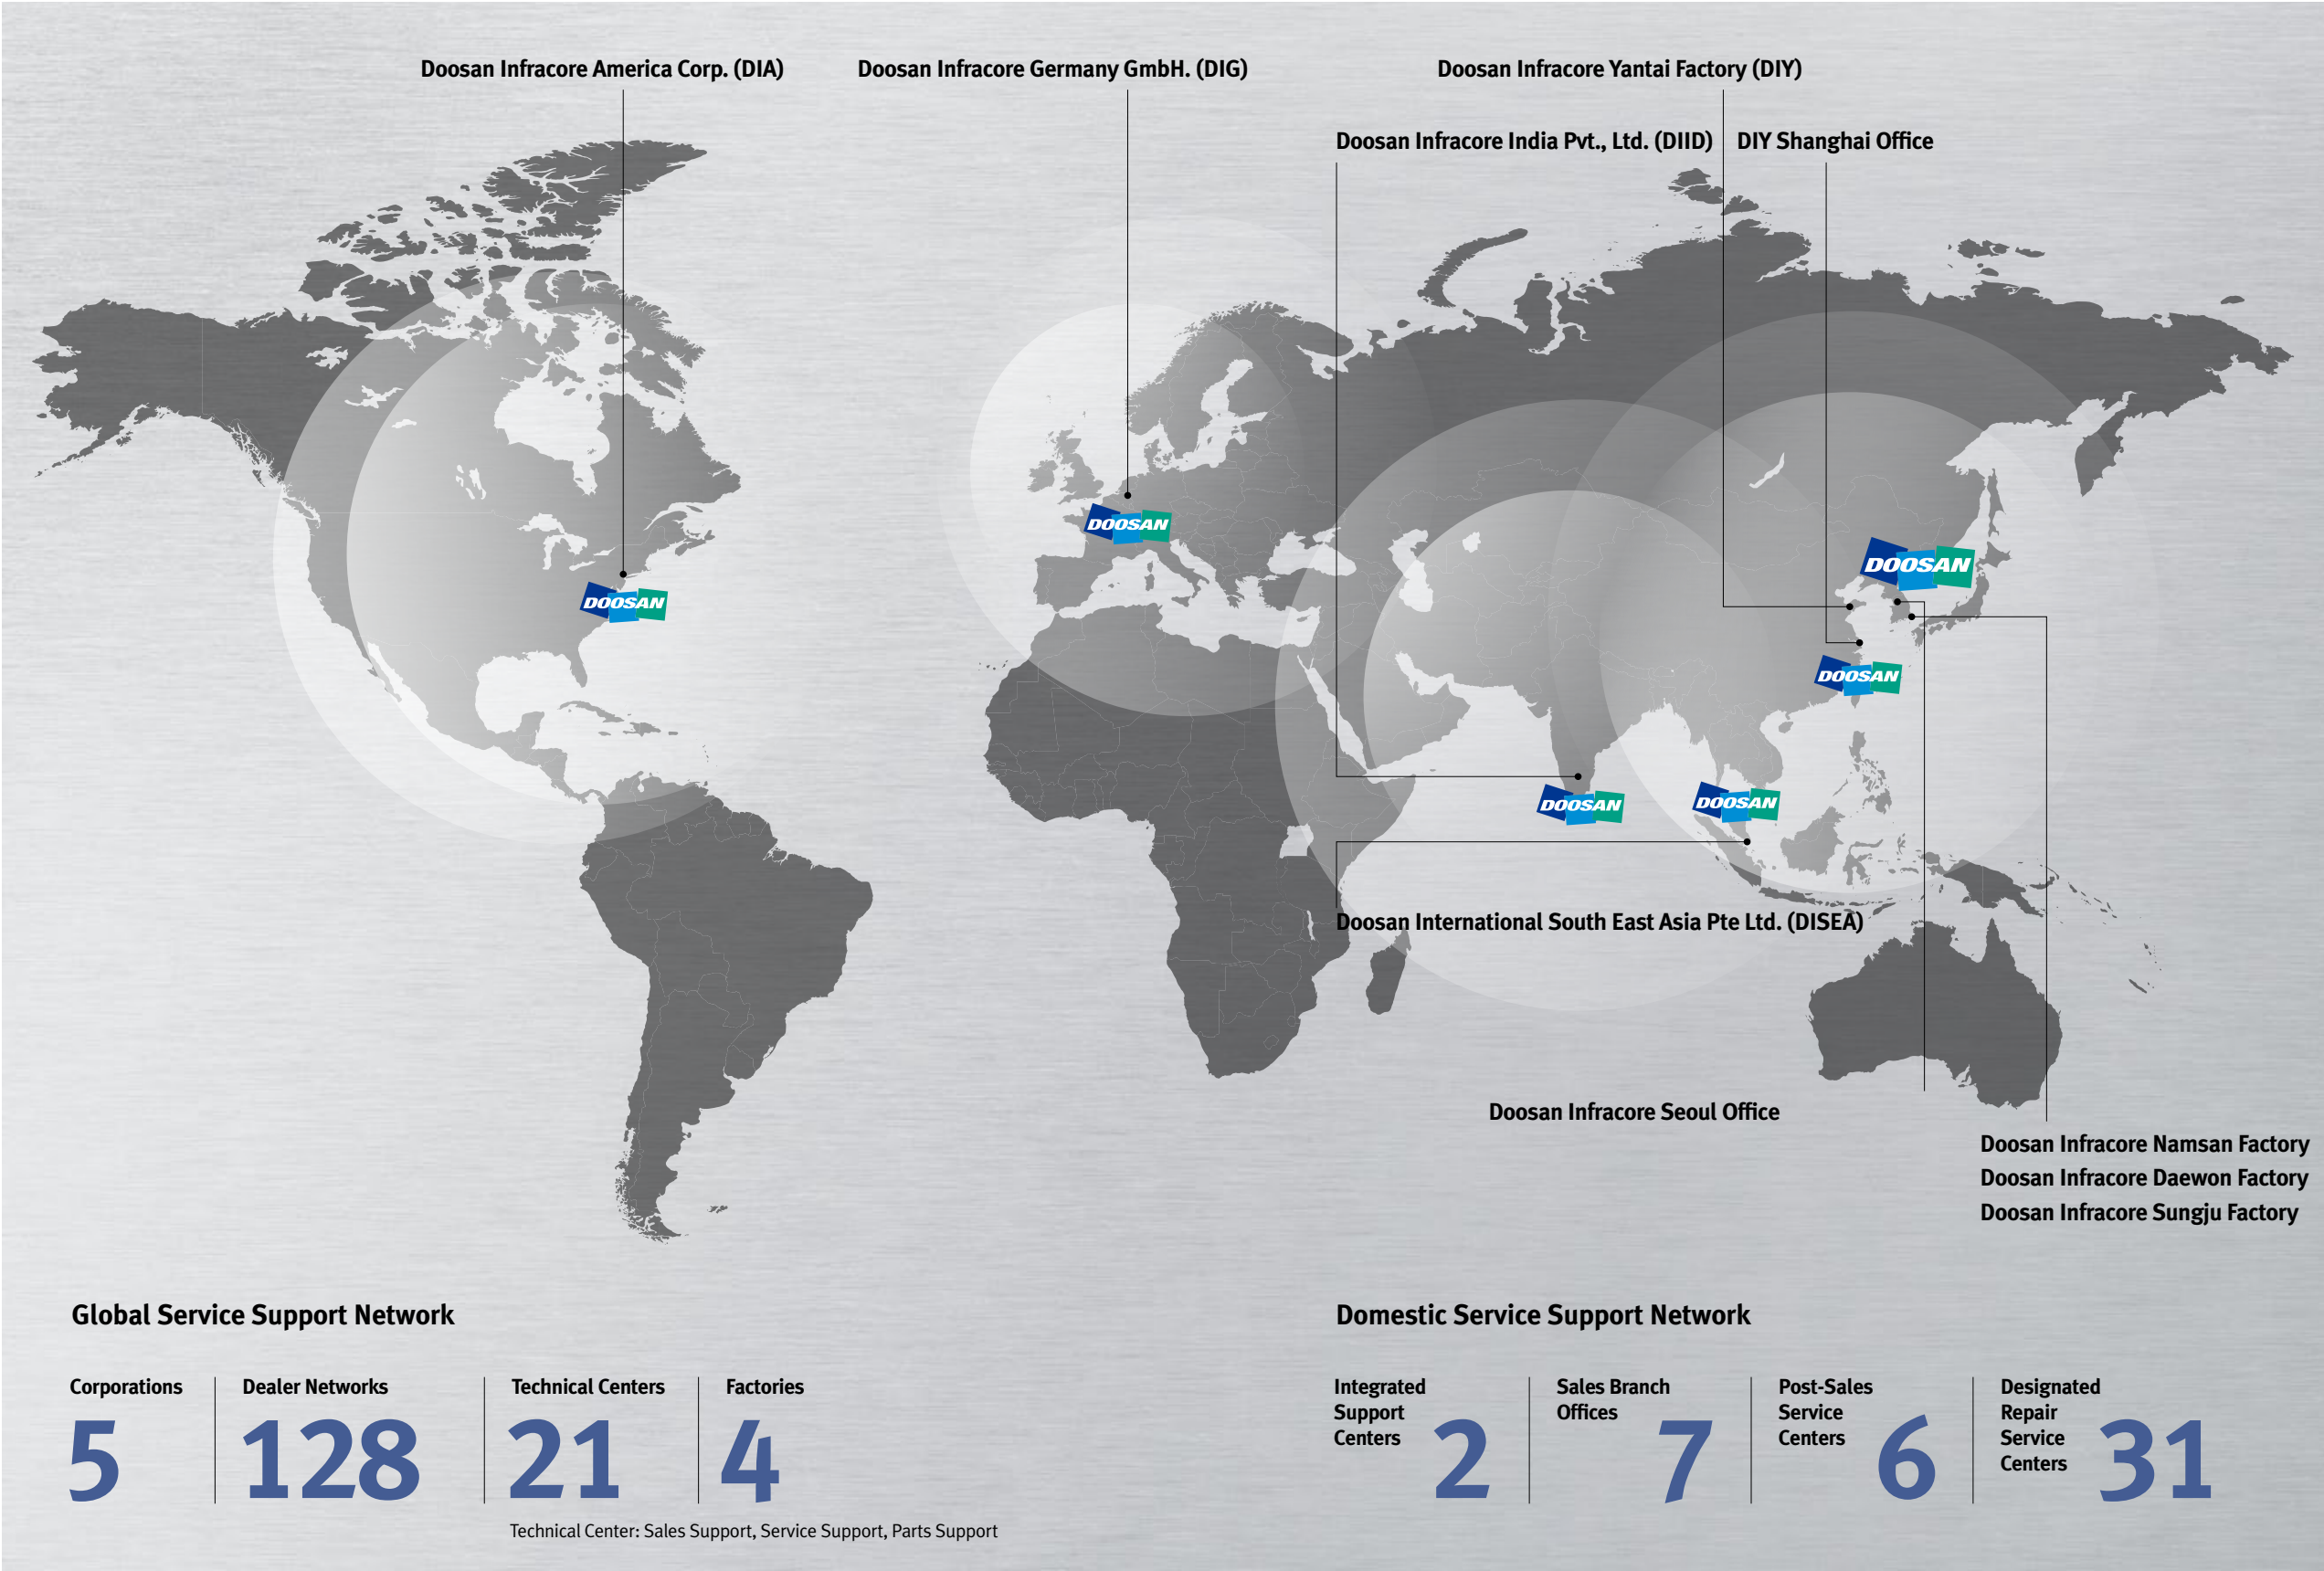 Doosan Infracore America Corp. (DIA)
Doosan Infracore Germany GmbH. (DIG)
Doosan Infracore Yantai Factory (DIY)
Doosan Infracore India Pvt., Ltd. (DIID)
DIY Shanghai Office
DOOSAN
DOOSAN
DOOSAN
DOOSAN
DOOSAN
DOOSAN
Doosan International South East Asia Pte Ltd. (DISEA)
Doosan Infracore Seoul Office
Doosan Infracore Namsan Factory
Doosan Infracore Daewon Factory
Doosan Infracore Sungju Factory
Global Service Support Network
Corporations
5
Dealer Networks
128
Technical Centers
21
Factories
4
Technical Center: Sales Support, Service Support, Parts Support
Domestic Service Support Network
Integrated
Support
Centers
2
Sales Branch
Offices
7
Post-Sales
Service
Centers
6
Designated
Repair
Service
Centers
31